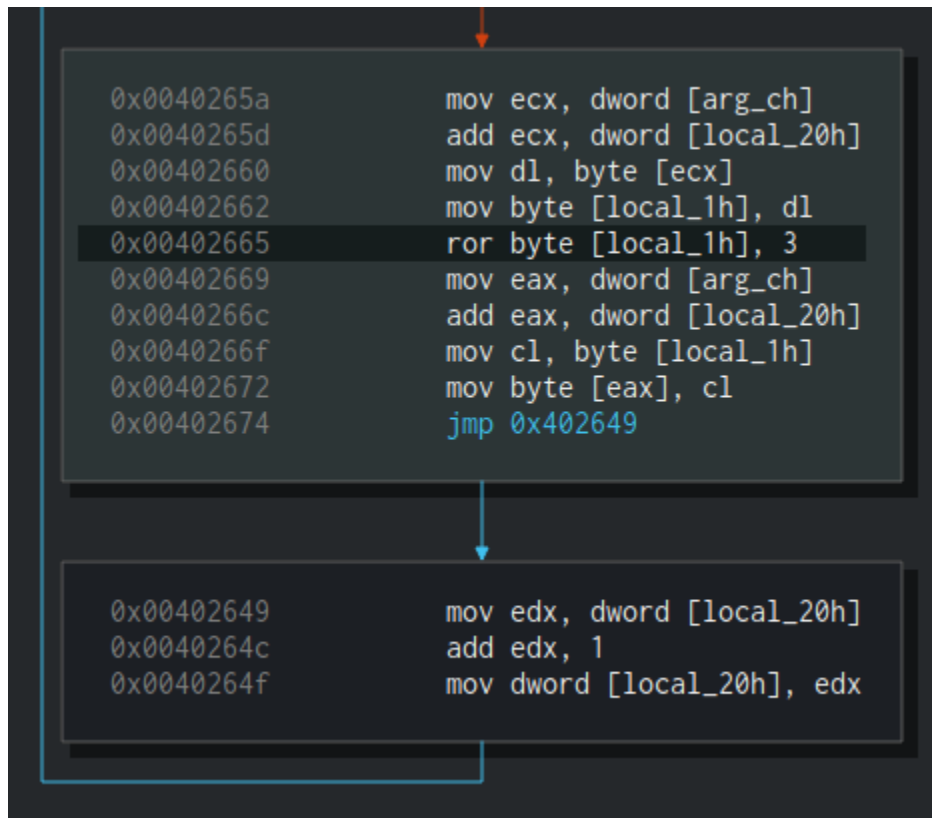 0x0040265a mov ecx, dword [arg_ch]
0x0040265d add ecx, dword [local_20h]
0x00402660 mov dl, byte [ecx]
0x00402662 mov byte [local_1h], dl
0x00402665 ror byte [local_1h], 3
0x00402669 mov eax, dword [arg_ch]
0x0040266c add eax, dword [local_20h]
0x0040266f mov cl, byte [local_1h]
0x00402672 mov byte [eax], cl
0x00402674 jmp 0x402649
0x00402649 mov edx, dword [local_20h]
0x0040264c add edx, 1
0x0040264f mov dword [local_20h], edx